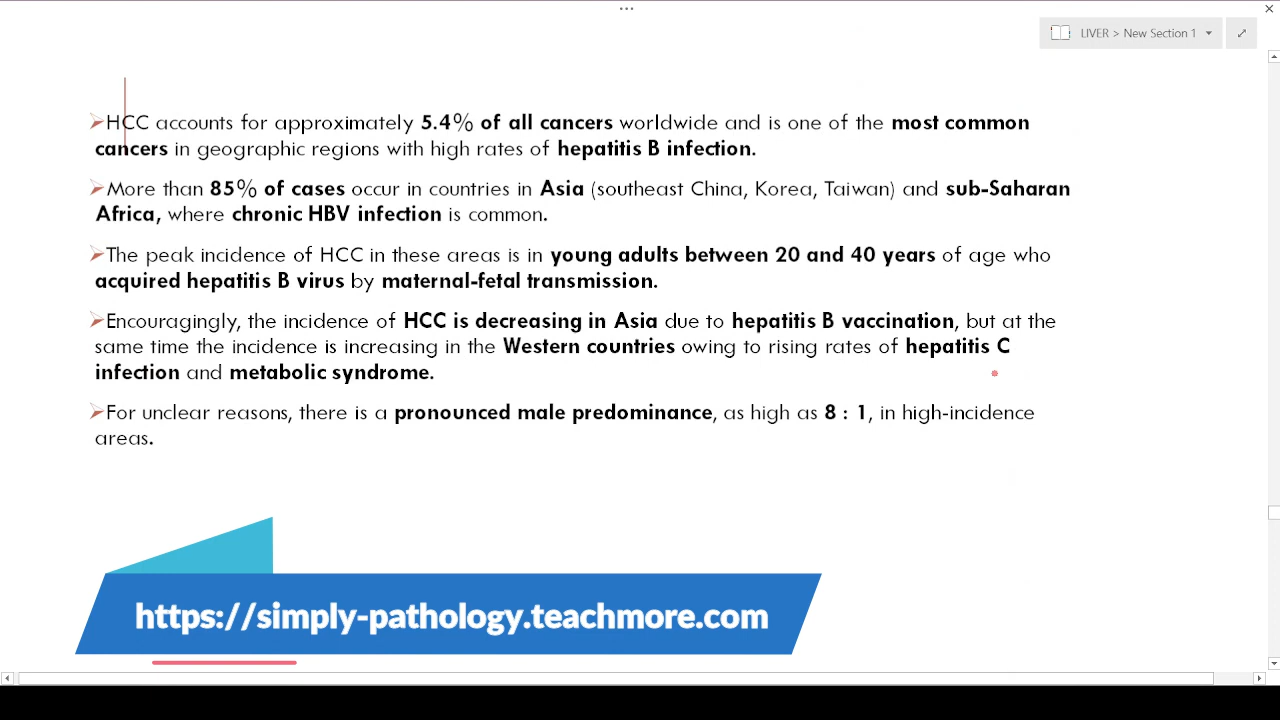 LIVER > New Section 1
HCC accounts for approximately 5.4% of all cancers worldwide and is one of the most common
cancers in geographic regions with high rates of hepatitis B infection.
More than 85% of cases occur in countries in Asia (southeast China, Korea, Taiwan) and sub-Saharan
Africa, where chronic HBV infection is common.
The peak incidence of HCC in these areas is in young adults between 20 and 40 years of age who
acquired hepatitis B virus by maternal-fetal transmission.
Encouragingly, the incidence of HCC is decreasing in Asia due to hepatitis B vaccination, but at the
same time the incidence is increasing in the Western countries owing to rising rates of hepatitis C
infection and metabolic syndrome.
For unclear reasons, there is a pronounced male predominance, as high as 8 : 1, in high-incidence
areas.
https://simply-pathology.teachmore.com